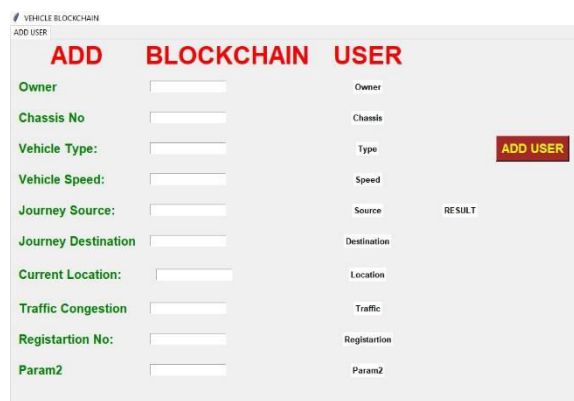 VEHICLE BLOCKCHAIN
ADD USER
ADD BLOCKCHAIN USER
Owner Owner
Chassis No Chassis
Vehicle Type: Type ADD USER
Vehicle Speed: Speed
Journey Source: Source RESULT
Journey Destination Destination
Current Location: Location
Traffic Congestion Traffic
Registartion No: Registartion
Param2 Param2